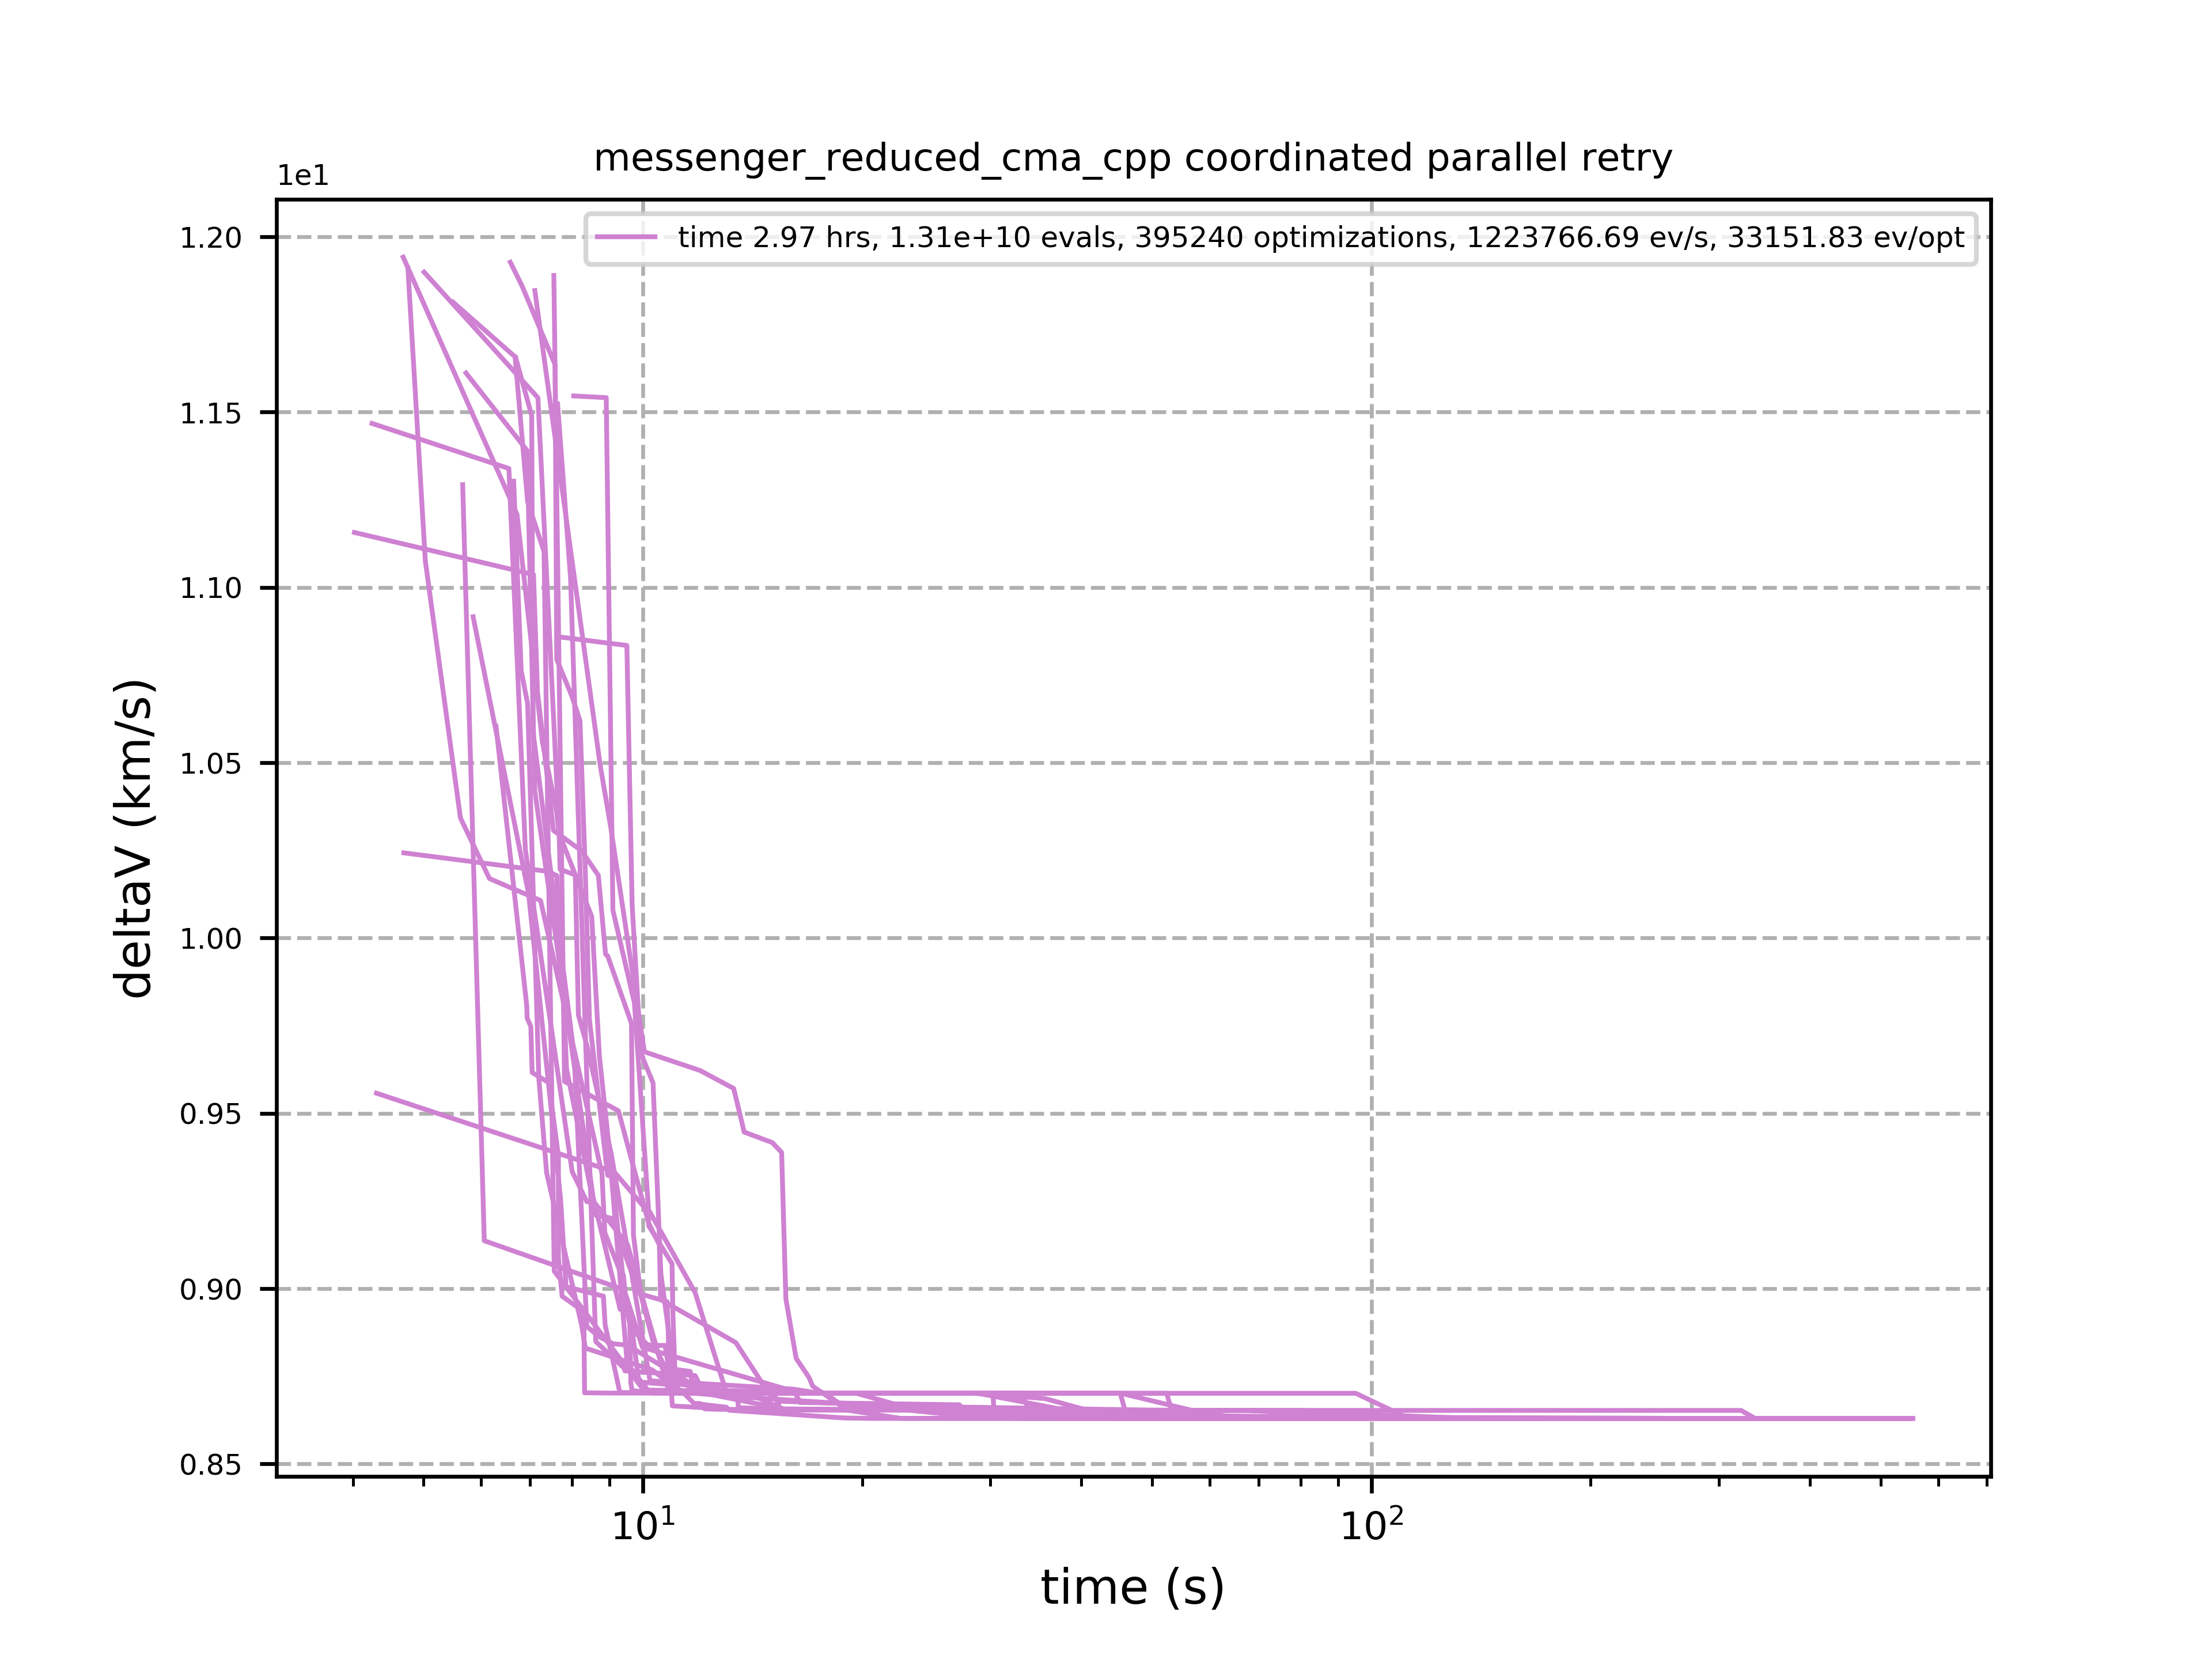 messenger_reduced_cma_cpp coordinated parallel retry
1e1
time 2.97 hrs, 1.31e+10 evals, 395240 optimizations, 1223766.69 ev/s, 33151.83 ev/opt
1.20
1.15
1.10
1.05
1.00
0.95
0.90
0.85
deltaV (km/s)
10¹ 10²
time (s)